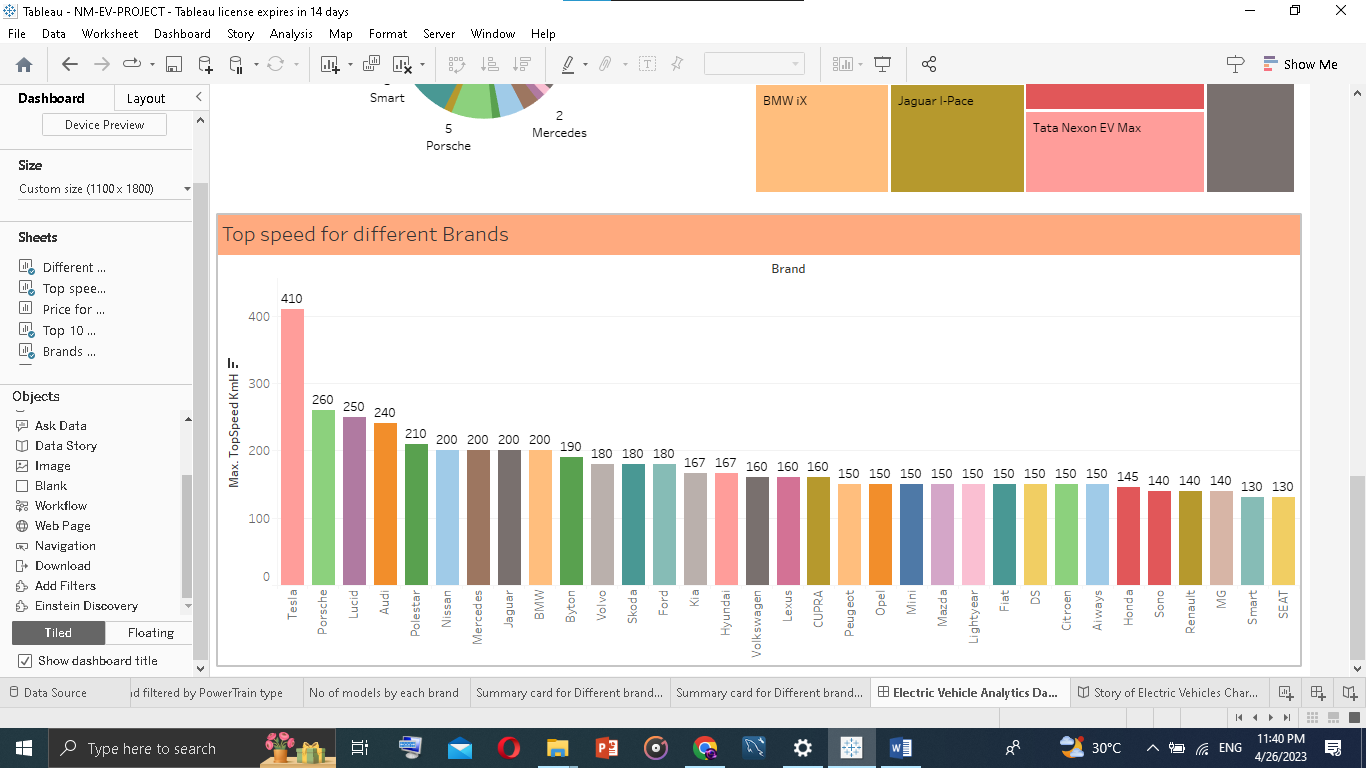 Tableau - NM-EV-PROJECT - Tableau license expires in 14 days
File Data Worksheet Dashboard Story Analysis Map Format Server Window Help
Show Me
Dashboard Layout
Device Preview
Size
Custom size (1100 x 1800)
Sheets
Different ...
Top spee...
Price for ...
Top 10 ...
Brands ...
Objects
Ask Data
Data Story
Image
Blank
Workflow
Web Page
Navigation
Download
Add Filters
Einstein Discovery
Tiled Floating
Show dashboard title
Smart
5
Porsche
2
Mercedes
BMW iX
Jaguar I-Pace
Tata Nexon EV Max
Top speed for different Brands
Brand
Max. TopSpeed KmH
400
300
200
100
0
410 260 250 240 210 200 200 200 200 190 180 180 180 167 167 160 160 160 150 150 150 150 150 150 150 150 150 145 140 140 140 130 130
Tesla Porsche Lucid Audi Polestar Nissan Mercedes Jaguar BMW Byton Volvo Skoda Ford Kia Hyundai Volkswagen Lexus CUPRA Peugeot Opel Mini Mazda Lightyear Fiat DS Citroen Aiways Honda Sono Renault MG Smart SEAT
Data Source d filtered by PowerTrain type No of models by each brand Summary card for Different brand... Summary card for Different brand... Electric Vehicle Analytics Da... Story of Electric Vehicles Char...
Type here to search
30°C
ENG
11:40 PM
4/26/2023